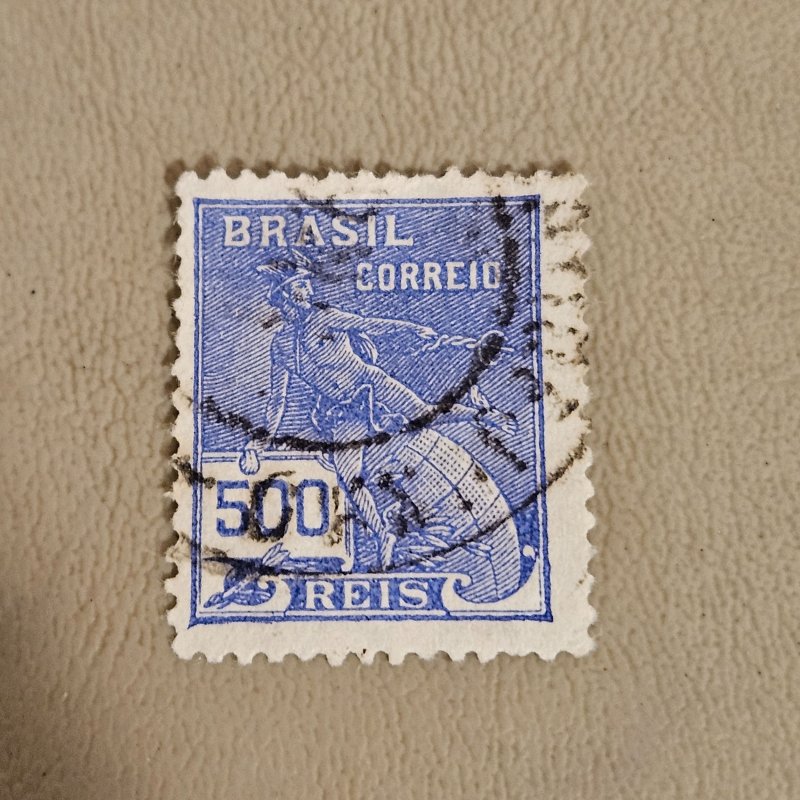 BRASIL
CORREIO
500
REIS